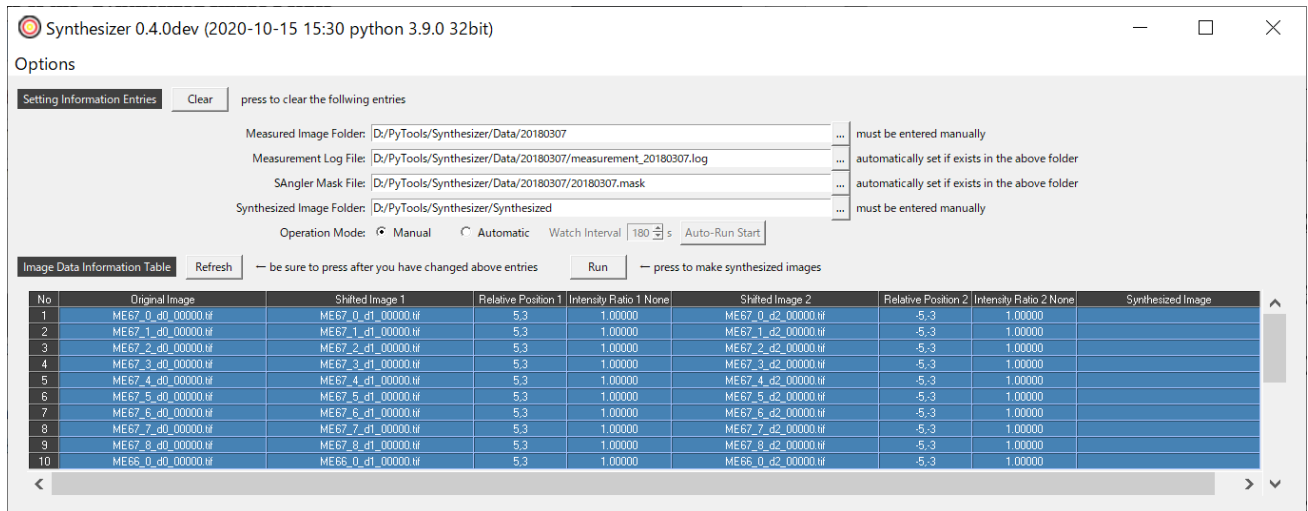 Synthesizer 0.4.0dev (2020-10-15 15:30 python 3.9.0 32bit)
Options
Setting Information Entries Clear press to clear the follwing entries
Measured Image Folder: D:/PyTools/Synthesizer/Data/20180307 ... must be entered manually
Measurement Log File: D:/PyTools/Synthesizer/Data/20180307/measurement_20180307.log ... automatically set if exists in the above folder
SAngler Mask File: D:/PyTools/Synthesizer/Data/20180307/20180307.mask ... automatically set if exists in the above folder
Synthesized Image Folder: D:/PyTools/Synthesizer/Synthesized ... must be entered manually
Operation Mode: Manual Automatic Watch Interval 180 s Auto-Run Start
Image Data Information Table Refresh ← be sure to press after you have changed above entries Run ← press to make synthesized images
No Original Image Shifted Image 1 Relative Position 1 Intensity Ratio 1 None Shifted Image 2 Relative Position 2 Intensity Ratio 2 None Synthesized Image
1 ME67_0_d0_00000.tif ME67_0_d1_00000.tif 5,3 1.00000 ME67_0_d2_00000.tif -5,-3 1.00000
2 ME67_1_d0_00000.tif ME67_1_d1_00000.tif 5,3 1.00000 ME67_1_d2_00000.tif -5,-3 1.00000
3 ME67_2_d0_00000.tif ME67_2_d1_00000.tif 5,3 1.00000 ME67_2_d2_00000.tif -5,-3 1.00000
4 ME67_3_d0_00000.tif ME67_3_d1_00000.tif 5,3 1.00000 ME67_3_d2_00000.tif -5,-3 1.00000
5 ME67_4_d0_00000.tif ME67_4_d1_00000.tif 5,3 1.00000 ME67_4_d2_00000.tif -5,-3 1.00000
6 ME67_5_d0_00000.tif ME67_5_d1_00000.tif 5,3 1.00000 ME67_5_d2_00000.tif -5,-3 1.00000
7 ME67_6_d0_00000.tif ME67_6_d1_00000.tif 5,3 1.00000 ME67_6_d2_00000.tif -5,-3 1.00000
8 ME67_7_d0_00000.tif ME67_7_d1_00000.tif 5,3 1.00000 ME67_7_d2_00000.tif -5,-3 1.00000
9 ME67_8_d0_00000.tif ME67_8_d1_00000.tif 5,3 1.00000 ME67_8_d2_00000.tif -5,-3 1.00000
10 ME66_0_d0_00000.tif ME66_0_d1_00000.tif 5,3 1.00000 ME66_0_d2_00000.tif -5,-3 1.00000